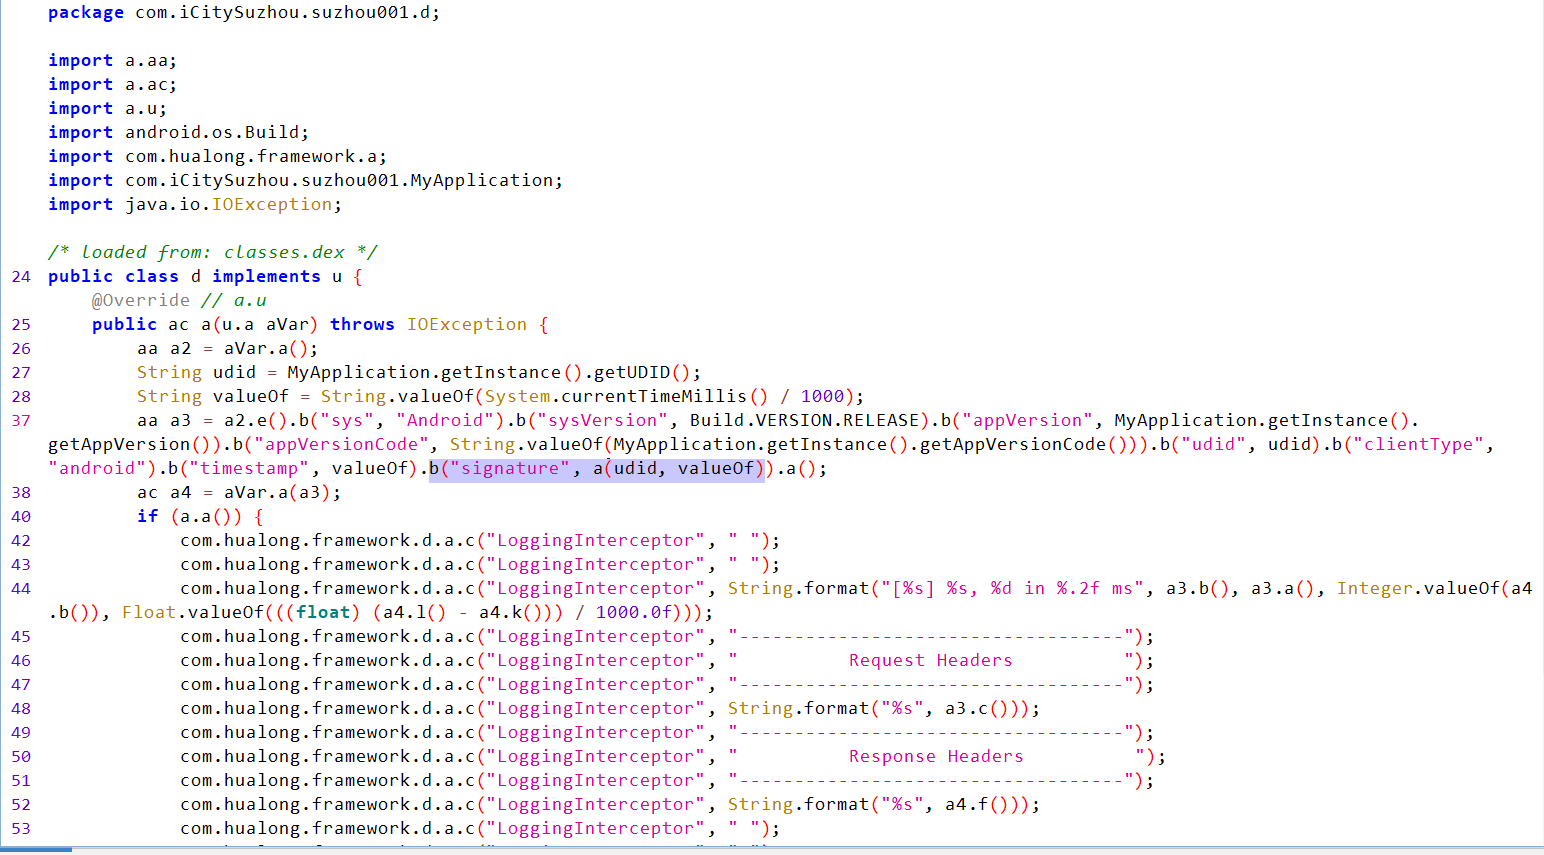 package com.iCitySuzhou.suzhou001.d;
import a.aa;
import a.ac;
import a.u;
import android.os.Build;
import com.hualong.framework.a;
import com.iCitySuzhou.suzhou001.MyApplication;
import java.io.IOException;
/* loaded from: classes.dex */
24 public class d implements u {
@Override // a.u
25 public ac a(u.a aVar) throws IOException {
26 aa a2 = aVar.a();
27 String udid = MyApplication.getInstance().getUDID();
28 String valueOf = String.valueOf(System.currentTimeMillis() / 1000);
37 aa a3 = a2.e().b("sys", "Android").b("sysVersion", Build.VERSION.RELEASE).b("appVersion", MyApplication.getInstance().
getAppVersion()).b("appVersionCode", String.valueOf(MyApplication.getInstance().getAppVersionCode())).b("udid", udid).b("clientType",
"android").b("timestamp", valueOf).b("signature", a(udid, valueOf)).a();
38 ac a4 = aVar.a(a3);
40 if (a.a()) {
42 com.hualong.framework.d.a.c("LoggingInterceptor", " ");
43 com.hualong.framework.d.a.c("LoggingInterceptor", " ");
44 com.hualong.framework.d.a.c("LoggingInterceptor", String.format("[%s] %s, %d in %.2f ms", a3.b(), a3.a(), Integer.valueOf(a4
.b()), Float.valueOf(((float) (a4.l() - a4.k())) / 1000.0f)));
45 com.hualong.framework.d.a.c("LoggingInterceptor", "-----------------------------------");
46 com.hualong.framework.d.a.c("LoggingInterceptor", "          Request Headers          ");
47 com.hualong.framework.d.a.c("LoggingInterceptor", "-----------------------------------");
48 com.hualong.framework.d.a.c("LoggingInterceptor", String.format("%s", a3.c()));
49 com.hualong.framework.d.a.c("LoggingInterceptor", "-----------------------------------");
50 com.hualong.framework.d.a.c("LoggingInterceptor", "          Response Headers          ");
51 com.hualong.framework.d.a.c("LoggingInterceptor", "-----------------------------------");
52 com.hualong.framework.d.a.c("LoggingInterceptor", String.format("%s", a4.f()));
53 com.hualong.framework.d.a.c("LoggingInterceptor", " ");